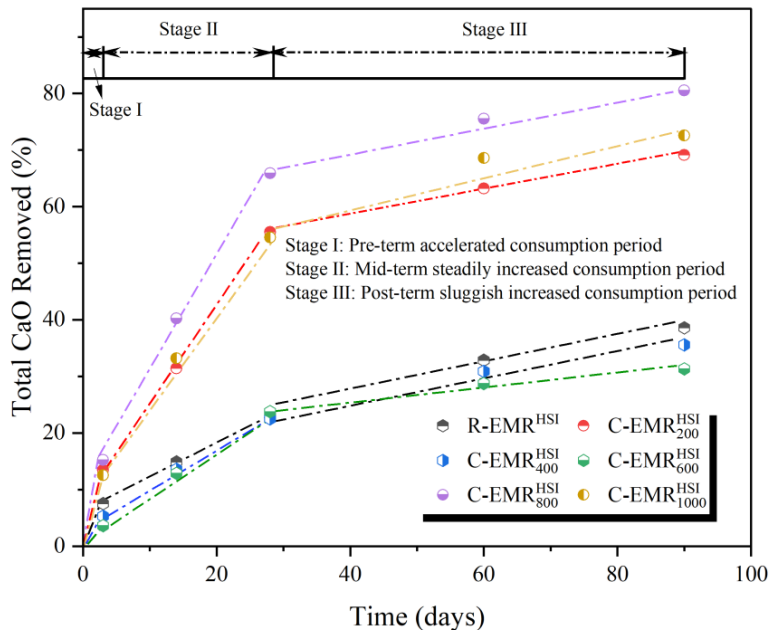 Stage II
Stage III
Stage I
80
60
40
20
0
Total CaO Removed (%)
Stage I: Pre-term accelerated consumption period
Stage II: Mid-term steadily increased consumption period
Stage III: Post-term sluggish increased consumption period
R-EMR^HSI C-EMR^HSI_200
C-EMR^HSI_400 C-EMR^HSI_600
C-EMR^HSI_800 C-EMR^HSI_1000
0 20 40 60 80 100
Time (days)